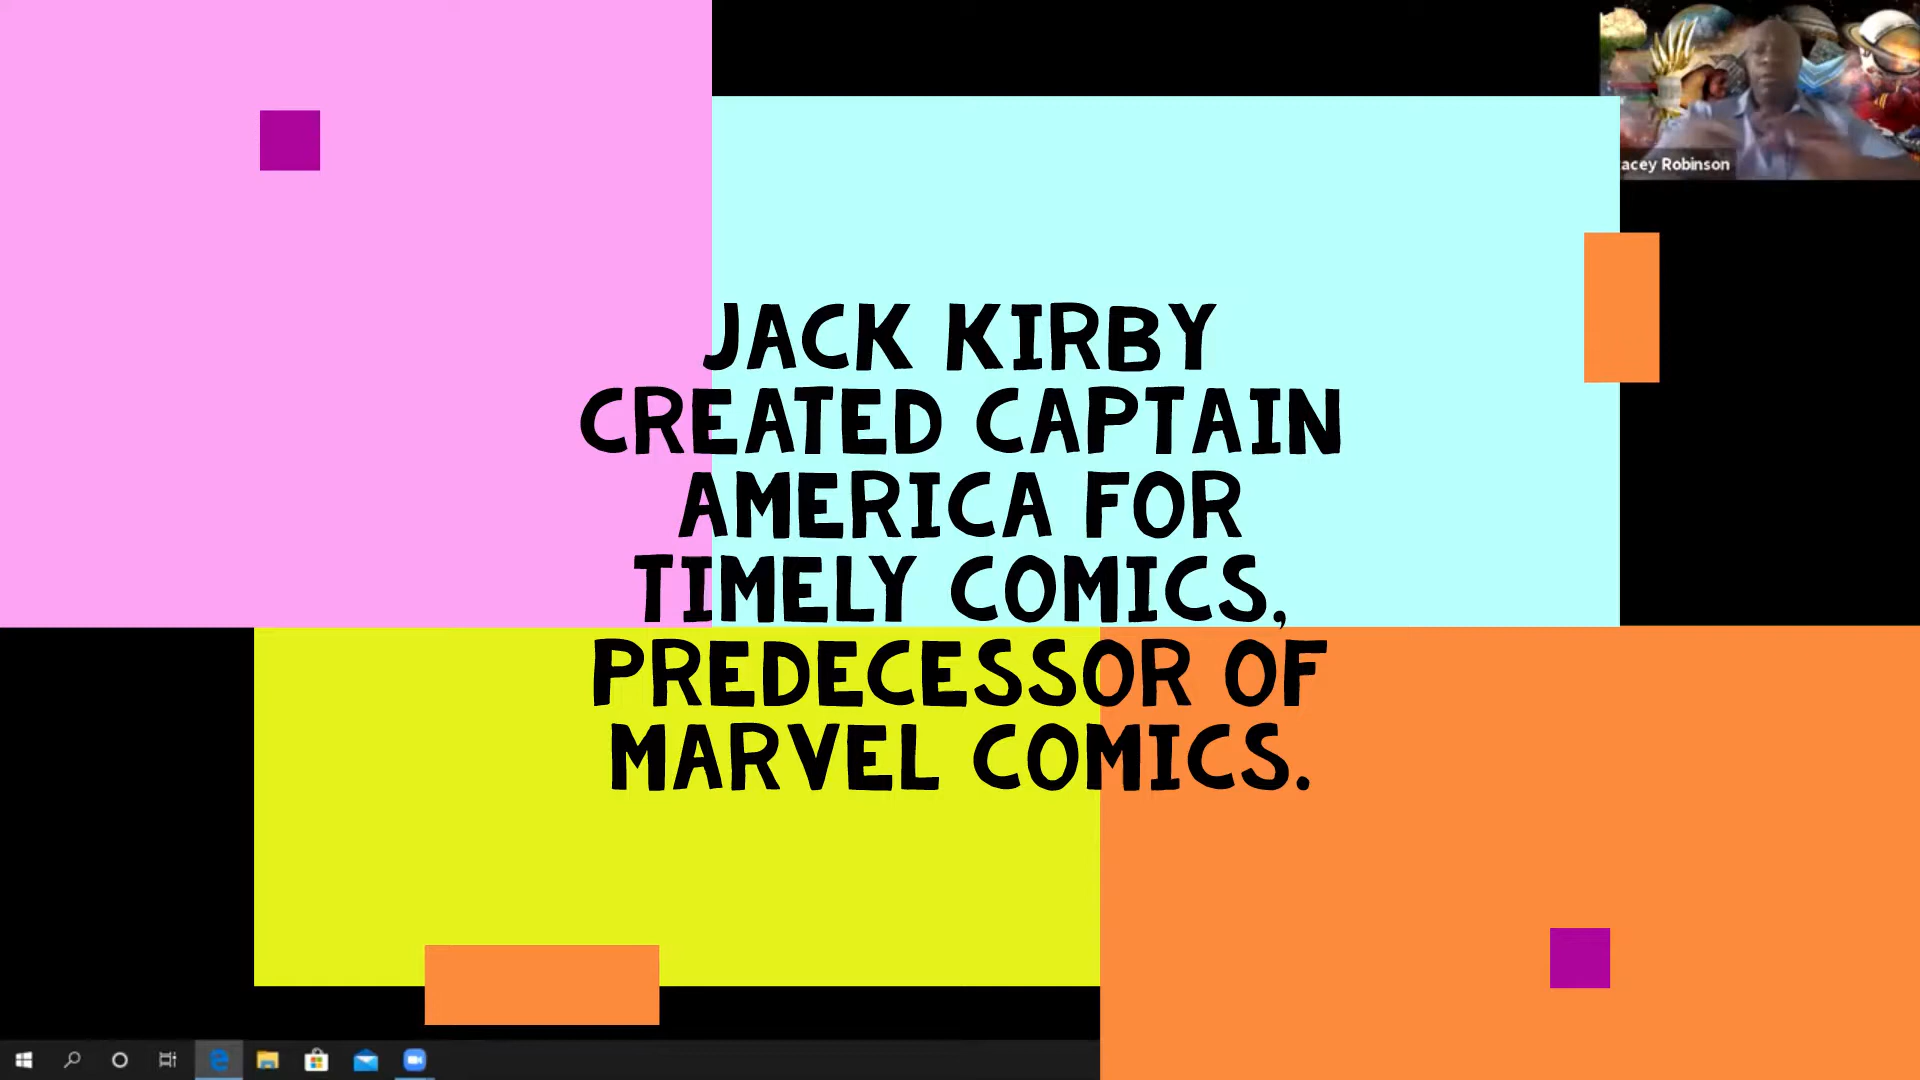 acey Robinson
JACK KIRBY
CREATED CAPTAIN
AMERICA FOR
TIMELY COMICS,
PREDECESSOR OF
MARVEL COMICS.